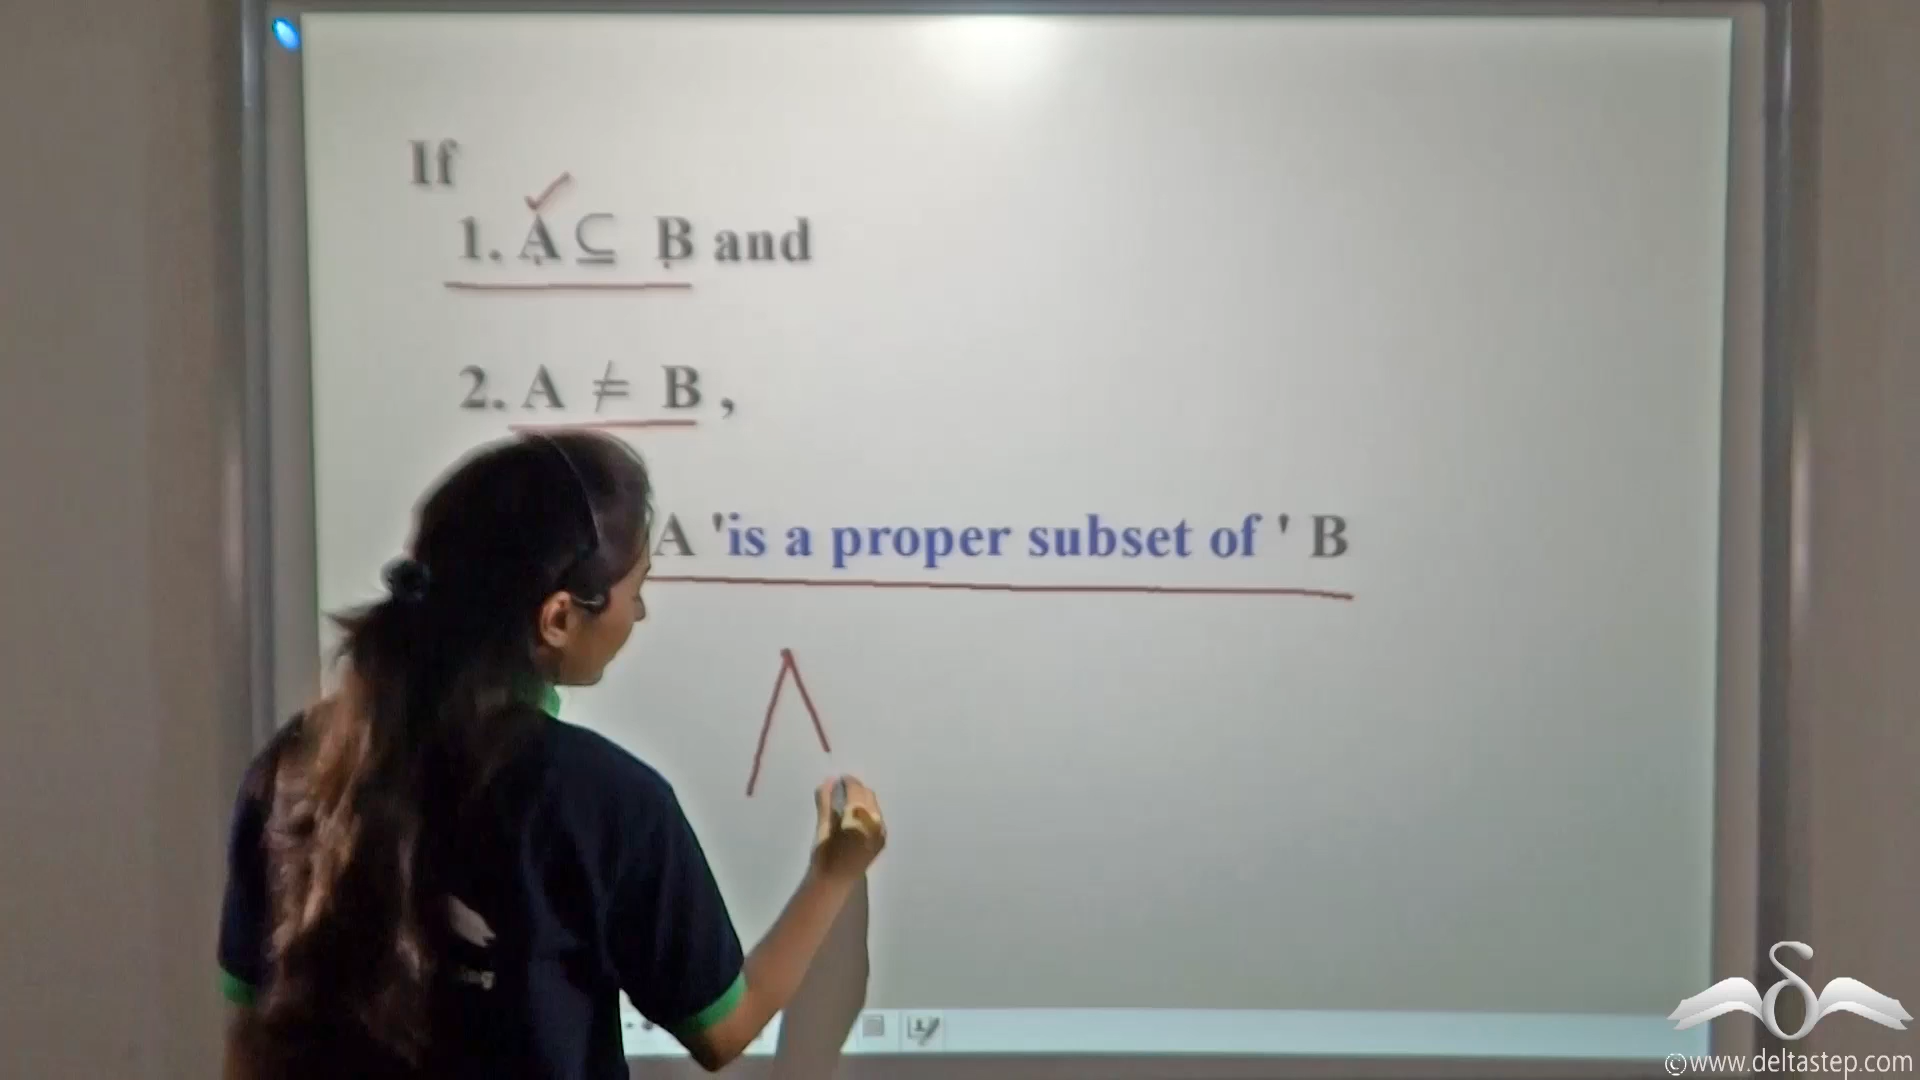 If
1. A ⊆ B and
2. A ≠ B ,
A 'is a proper subset of ' B
©www.deltastep.com